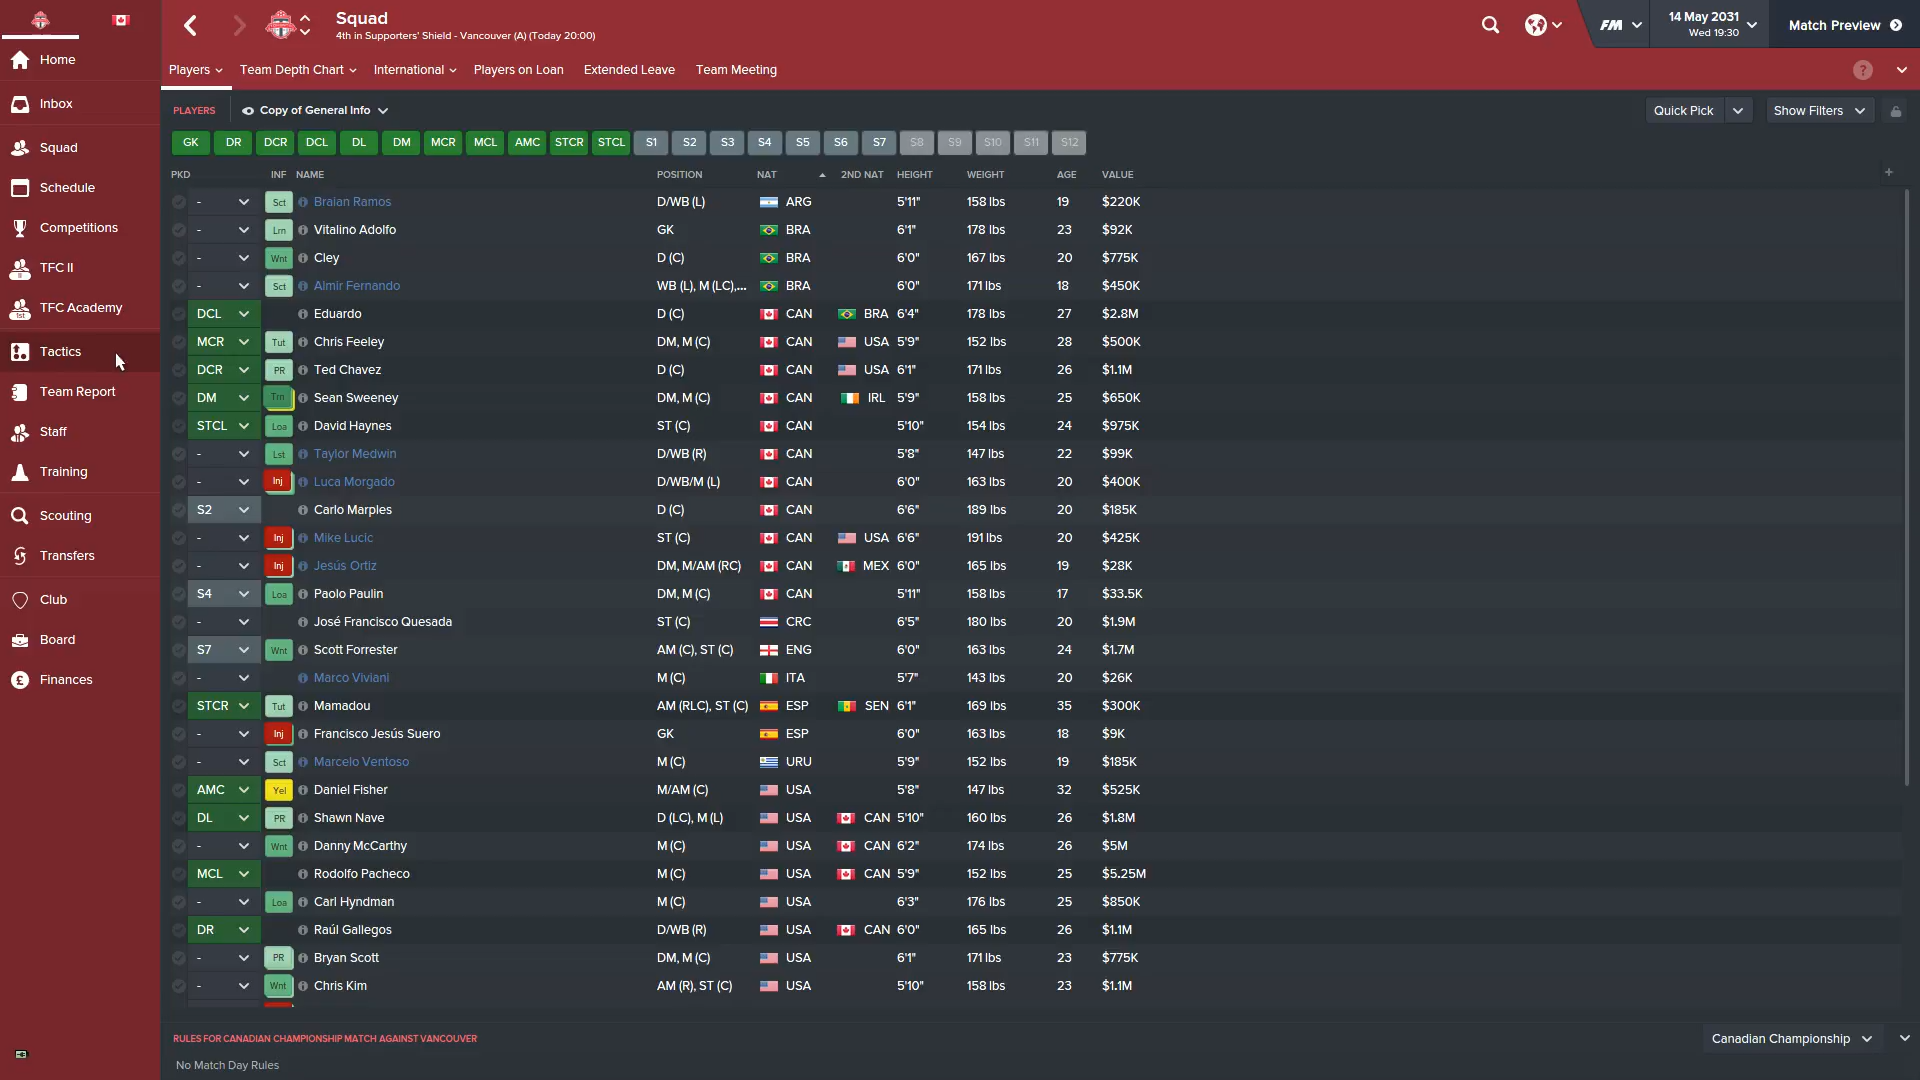 Squad
4th in Supporters' Shield - Vancouver (A) (Today 20:00)
FM
14 May 2031
Wed 19:30
Match Preview
Home
Inbox
Squad
Schedule
Competitions
TFC II
TFC Academy
Tactics
Team Report
Staff
Training
Scouting
Transfers
Club
Board
Finances
Players Team Depth Chart International Players on Loan Extended Leave Team Meeting ?
PLAYERS Copy of General Info Quick Pick Show Filters
GK DR DCR DCL DL DM MCR MCL AMC STCR STCL S1 S2 S3 S4 S5 S6 S7 S8 S9 S10 S11 S12
PKD INF NAME POSITION NAT 2ND NAT HEIGHT WEIGHT AGE VALUE +
- Sct Braian Ramos D/WB (L) ARG 5'11" 158 lbs 19 $220K
- Lrn Vitalino Adolfo GK BRA 6'1" 178 lbs 23 $92K
- Wnt Cley D (C) BRA 6'0" 167 lbs 20 $775K
- Sct Almir Fernando WB (L), M (LC),... BRA 6'0" 171 lbs 18 $450K
DCL Eduardo D (C) CAN BRA 6'4" 178 lbs 27 $2.8M
MCR Tut Chris Feeley DM, M (C) CAN USA 5'9" 152 lbs 28 $500K
DCR PR Ted Chavez D (C) CAN USA 6'1" 171 lbs 26 $1.1M
DM Trn Sean Sweeney DM, M (C) CAN IRL 5'9" 158 lbs 25 $650K
STCL Loa David Haynes ST (C) CAN 5'10" 154 lbs 24 $975K
- Lst Taylor Medwin D/WB (R) CAN 5'8" 147 lbs 22 $99K
- Inj Luca Morgado D/WB/M (L) CAN 6'0" 163 lbs 20 $400K
S2 Carlo Marples D (C) CAN 6'6" 189 lbs 20 $185K
- Inj Mike Lucic ST (C) CAN USA 6'6" 191 lbs 20 $425K
- Inj Jesús Ortiz DM, M/AM (RC) CAN MEX 6'0" 165 lbs 19 $28K
S4 Loa Paolo Paulin DM, M (C) CAN 5'11" 158 lbs 17 $33.5K
- José Francisco Quesada ST (C) CRC 6'5" 180 lbs 20 $1.9M
S7 Wnt Scott Forrester AM (C), ST (C) ENG 6'0" 163 lbs 24 $1.7M
- Marco Viviani M (C) ITA 5'7" 143 lbs 20 $26K
STCR Tut Mamadou AM (RLC), ST (C) ESP SEN 6'1" 169 lbs 35 $300K
- Inj Francisco Jesús Suero GK ESP 6'0" 163 lbs 18 $9K
- Sct Marcelo Ventoso M (C) URU 5'9" 152 lbs 19 $185K
AMC Yel Daniel Fisher M/AM (C) USA 5'8" 147 lbs 32 $525K
DL PR Shawn Nave D (LC), M (L) USA CAN 5'10" 160 lbs 26 $1.8M
- Wnt Danny McCarthy M (C) USA CAN 6'2" 174 lbs 26 $5M
MCL Rodolfo Pacheco M (C) USA CAN 5'9" 152 lbs 25 $5.25M
- Loa Carl Hyndman M (C) USA 6'3" 176 lbs 25 $850K
DR Raúl Gallegos D/WB (R) USA CAN 6'0" 165 lbs 26 $1.1M
- PR Bryan Scott DM, M (C) USA 6'1" 171 lbs 23 $775K
- Wnt Chris Kim AM (R), ST (C) USA 5'10" 158 lbs 23 $1.1M
RULES FOR CANADIAN CHAMPIONSHIP MATCH AGAINST VANCOUVER
Canadian Championship
No Match Day Rules